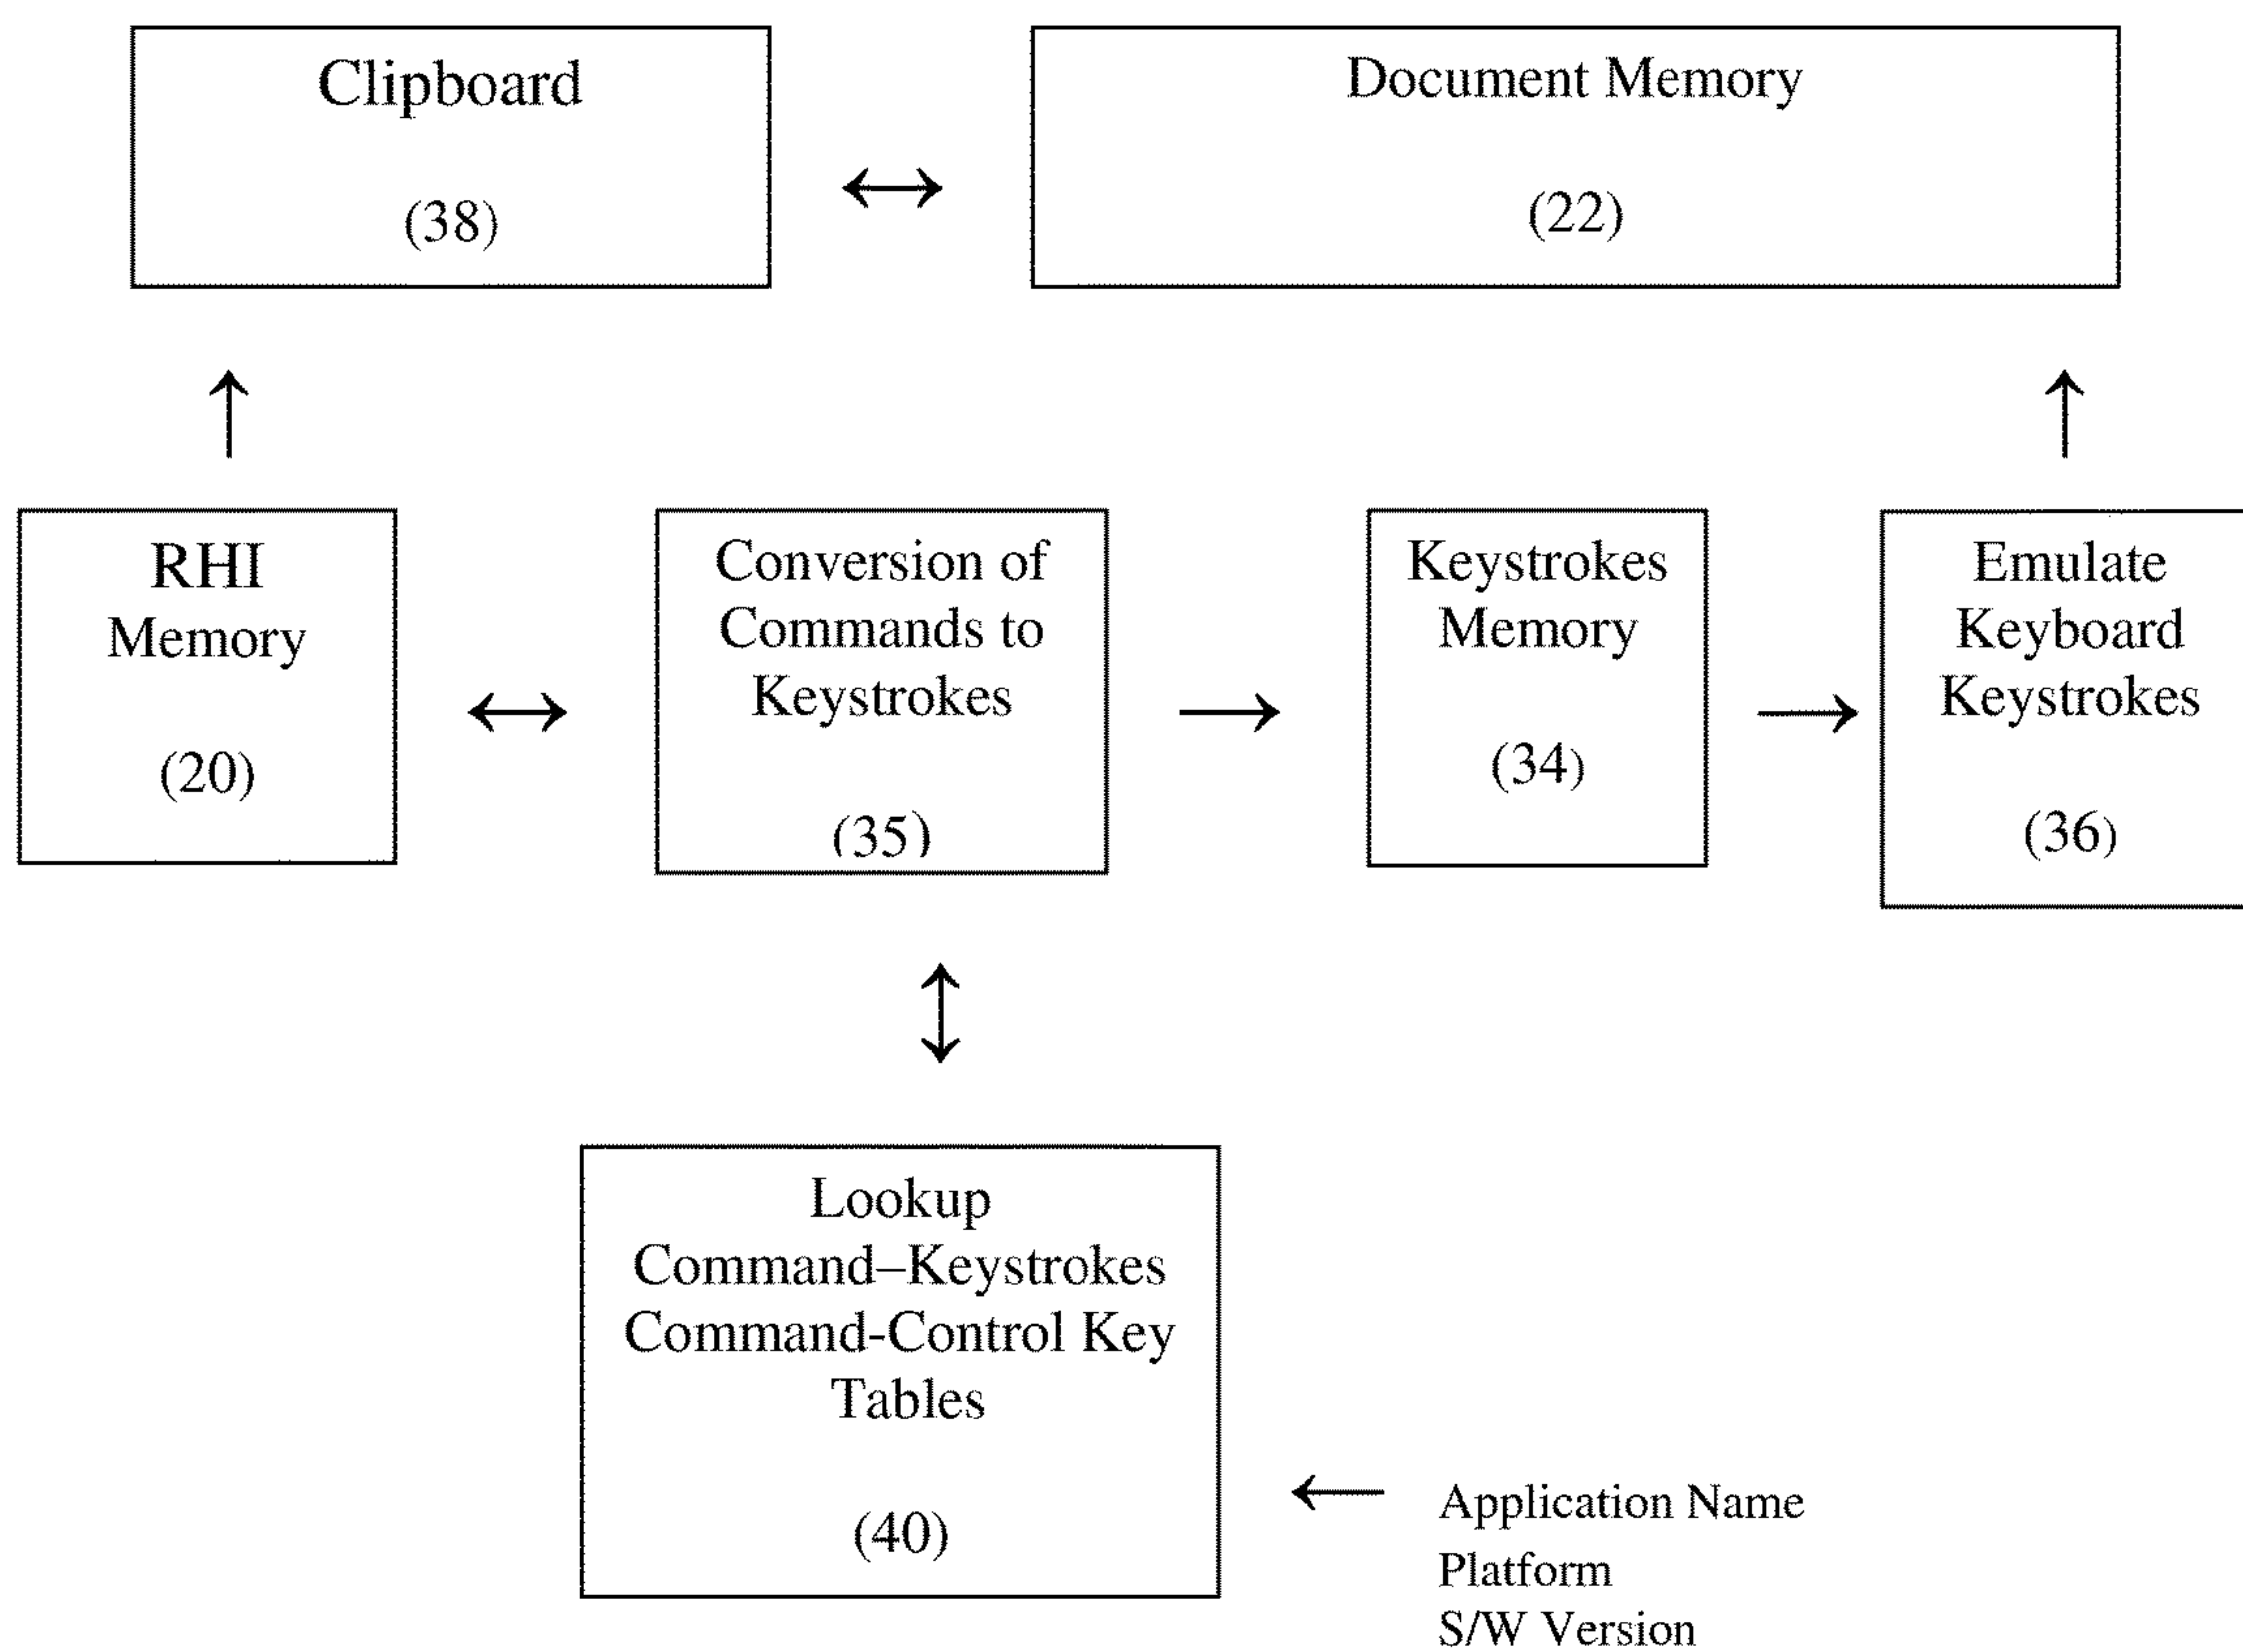 Clipboard
(38)
Document Memory
(22)
RHI
Memory
(20)
Conversion of
Commands to
Keystrokes
(35)
Keystrokes
Memory
(34)
Emulate
Keyboard
Keystrokes
(36)
Lookup
Command–Keystrokes
Command-Control Key
Tables
(40)
Application Name
Platform
S/W Version